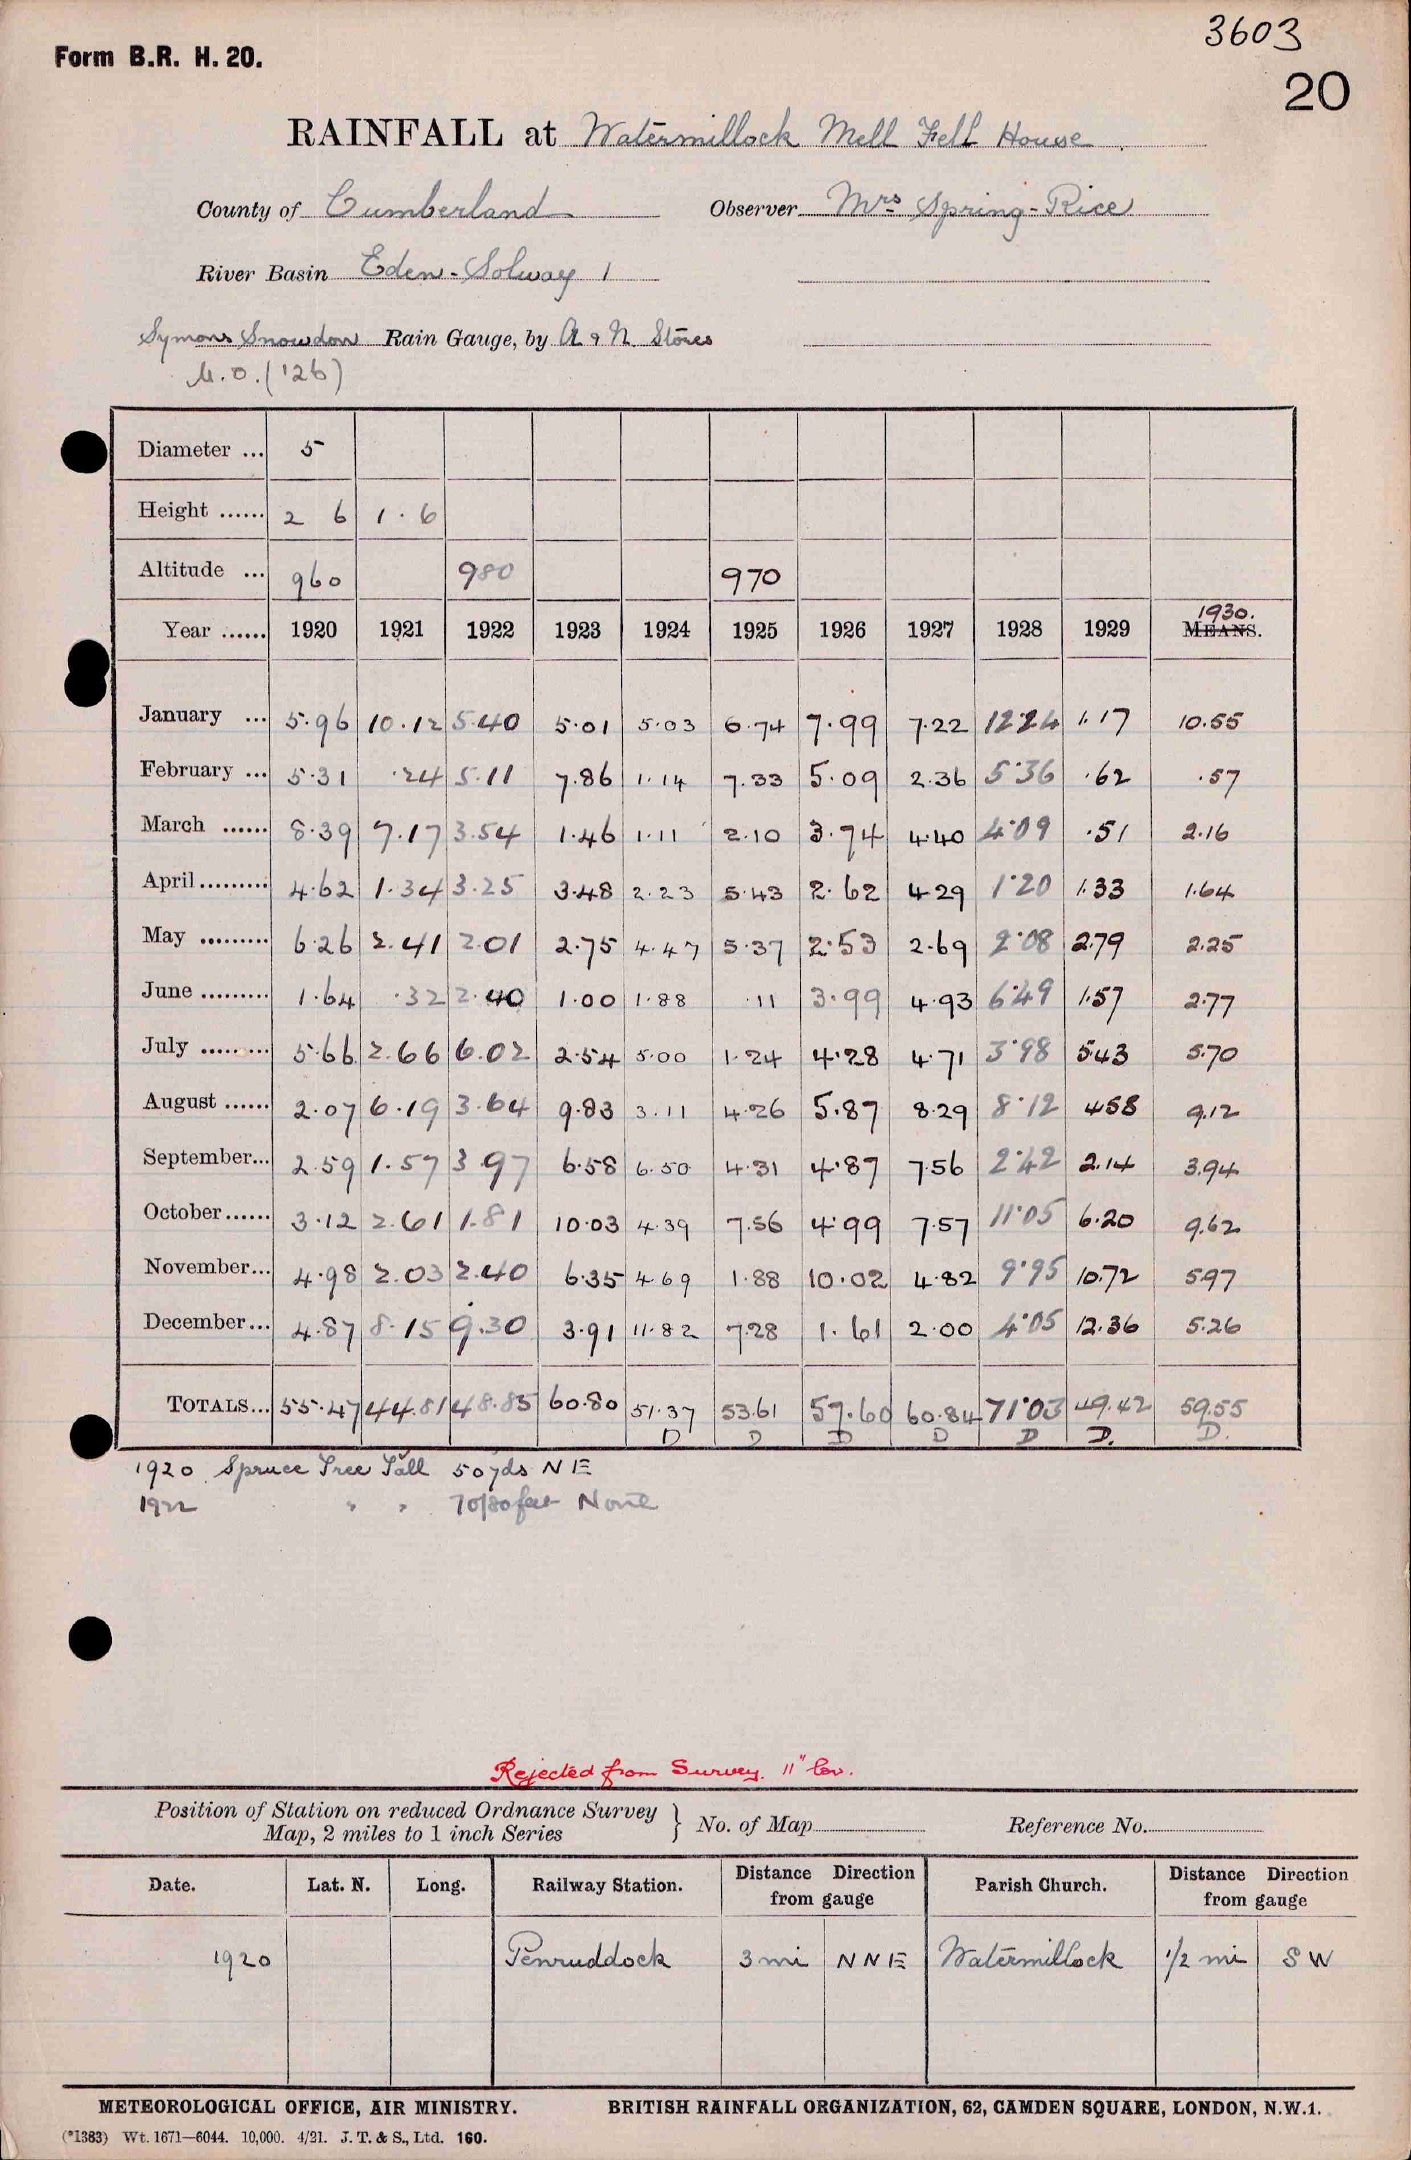 3603
Form B.R. H. 20.
20
RAINFALL at Watermillock Mell Fell House
County of Cumberland Observer Mrs Spring-Rice
River Basin Eden-Solway 1
Symons Snowdon Rain Gauge, by A & N. Stores
M.O. (126)
Diameter ... 5
Height ...... 2 6 1.6
Altitude ... 960 980 970
1930.
Year ...... 1920 1921 1922 1923 1924 1925 1926 1927 1928 1929 MEANS.
January ... 5.96 10.12 5.40 5.01 5.03 6.74 7.99 7.22 12.24 1.17 10.55
February ... 5.31 .24 5.11 7.86 1.14 7.33 5.09 2.36 5.36 .62 .57
March ...... 8.39 7.17 3.54 1.46 1.11 2.10 3.74 4.40 4.09 .51 2.16
April ......... 4.62 1.34 3.25 3.48 2.23 5.43 2.62 4.29 1.20 1.33 1.64
May ......... 6.26 2.41 2.01 2.75 4.47 5.37 2.53 2.69 2.08 2.79 2.25
June ......... 1.64 .32 2.40 1.00 1.88 .11 3.99 4.93 6.49 1.57 2.77
July ......... 5.66 2.66 6.02 2.54 5.00 1.24 4.28 4.71 3.98 5.43 5.70
August ...... 2.07 6.19 3.64 9.83 3.11 4.26 5.87 8.29 8.12 4.58 9.12
September... 2.59 1.57 3.97 6.58 6.50 4.31 4.87 7.56 2.42 2.14 3.94
October ...... 3.12 2.61 1.81 10.03 4.39 7.56 4.99 7.57 11.05 6.20 9.62
November... 4.98 2.03 2.40 6.35 4.69 1.88 10.02 4.82 9.95 10.72 5.97
December... 4.87 8.15 9.30 3.91 11.82 7.28 1.61 2.00 4.05 12.36 5.26
TOTALS... 55.47 44.81 48.85 60.80 51.37 53.61 57.60 60.84 71.03 49.42 59.55
D D D D D D. D.
1920 Spruce Tree Tall 50 yds N E
1922 " " 70/80 feet None
Rejected from Survey. 11" low.
Position of Station on reduced Ordnance Survey
Map, 2 miles to 1 inch Series } No. of Map Reference No.
Date. Lat. N. Long. Railway Station. Distance Direction from gauge Parish Church. Distance Direction from gauge
1920 Penruddock 3 mi N N E Watermillock 1/2 mi S W
METEOROLOGICAL OFFICE, AIR MINISTRY. BRITISH RAINFALL ORGANIZATION, 62, CAMDEN SQUARE, LONDON, N.W.1.
(*1383) Wt. 1671—6044. 10,000. 4/21. J. T. & S., Ltd. 160.